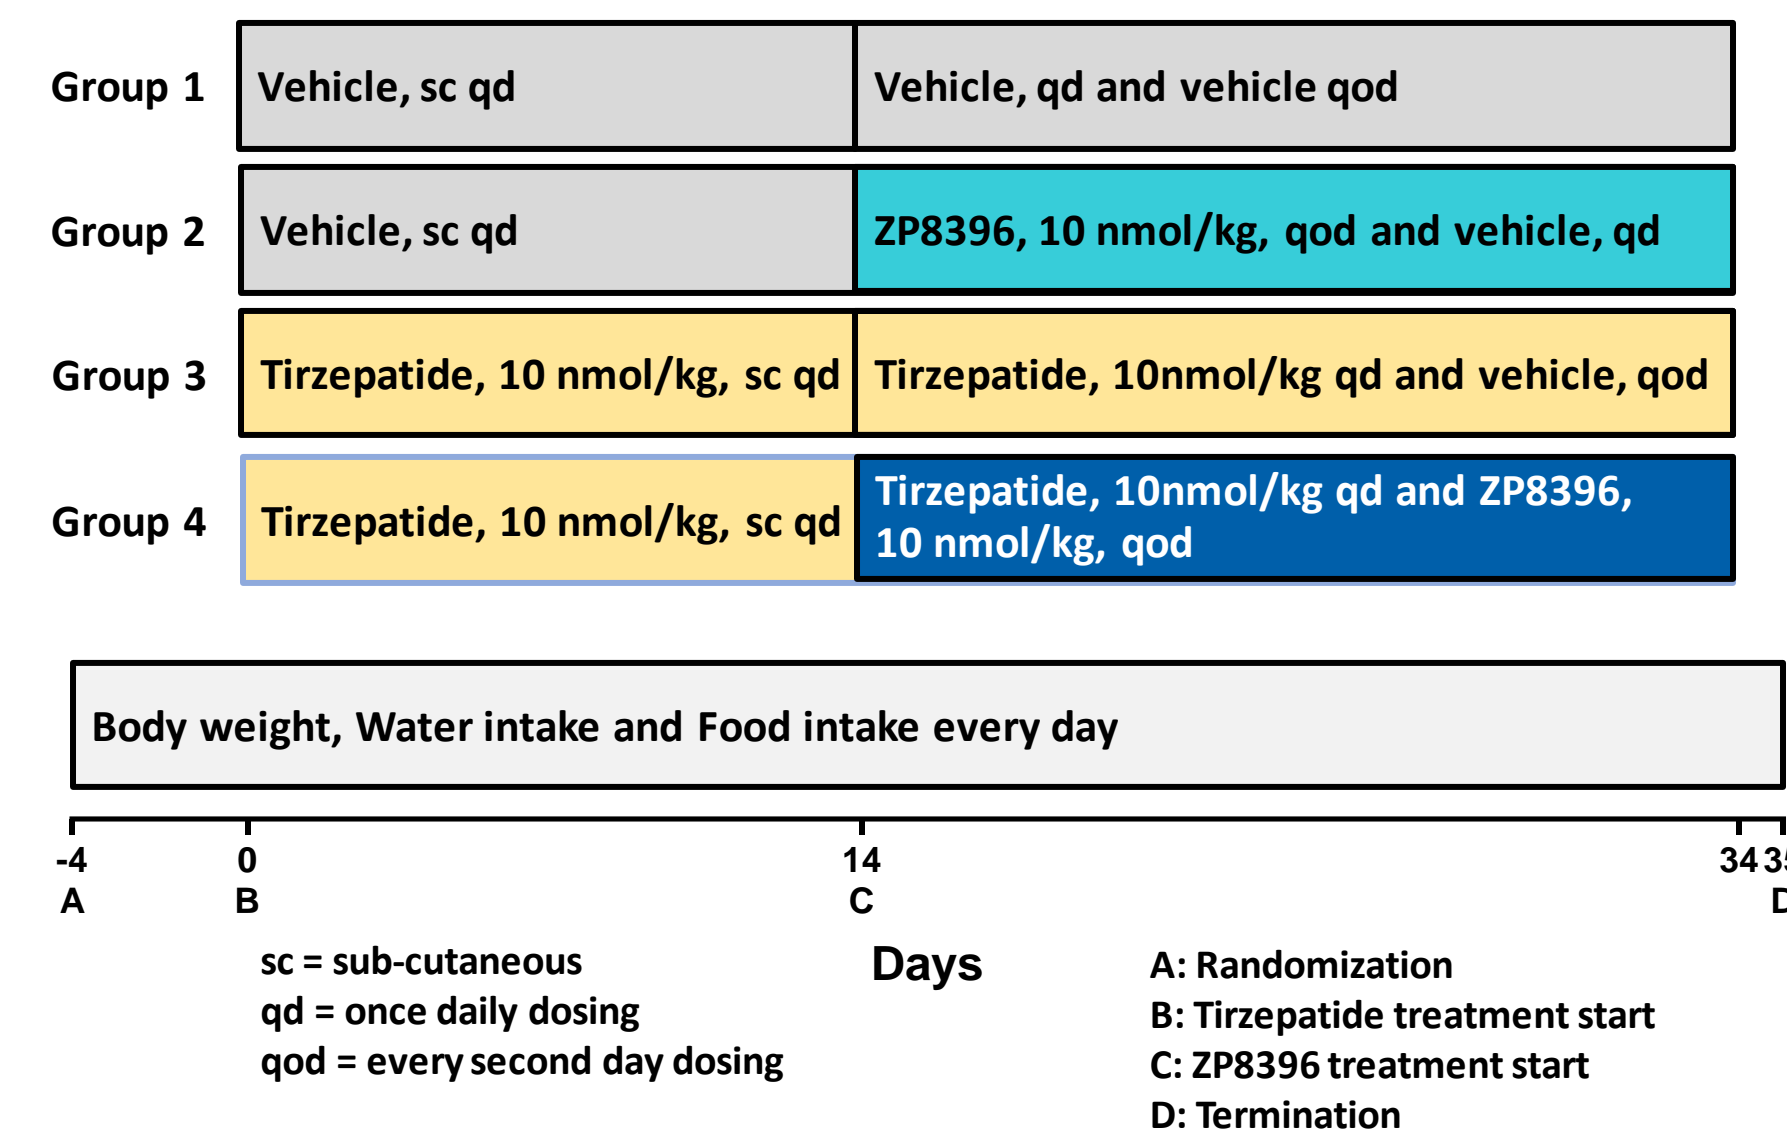 Group 1
Vehicle, sc qd
Vehicle, qd and vehicle qod
Group 2
Vehicle, sc qd
ZP8396, 10 nmol/kg, qod and vehicle, qd
Group 3
Tirzepatide, 10 nmol/kg, sc qd
Tirzepatide, 10nmol/kg qd and vehicle, qod
Group 4
Tirzepatide, 10 nmol/kg, sc qd
Tirzepatide, 10nmol/kg qd and ZP8396,
10 nmol/kg, qod
Body weight, Water intake and Food intake every day
-4 0 14 34 35
A B C D
Days
sc = sub-cutaneous
qd = once daily dosing
qod = every second day dosing
A: Randomization
B: Tirzepatide treatment start
C: ZP8396 treatment start
D: Termination